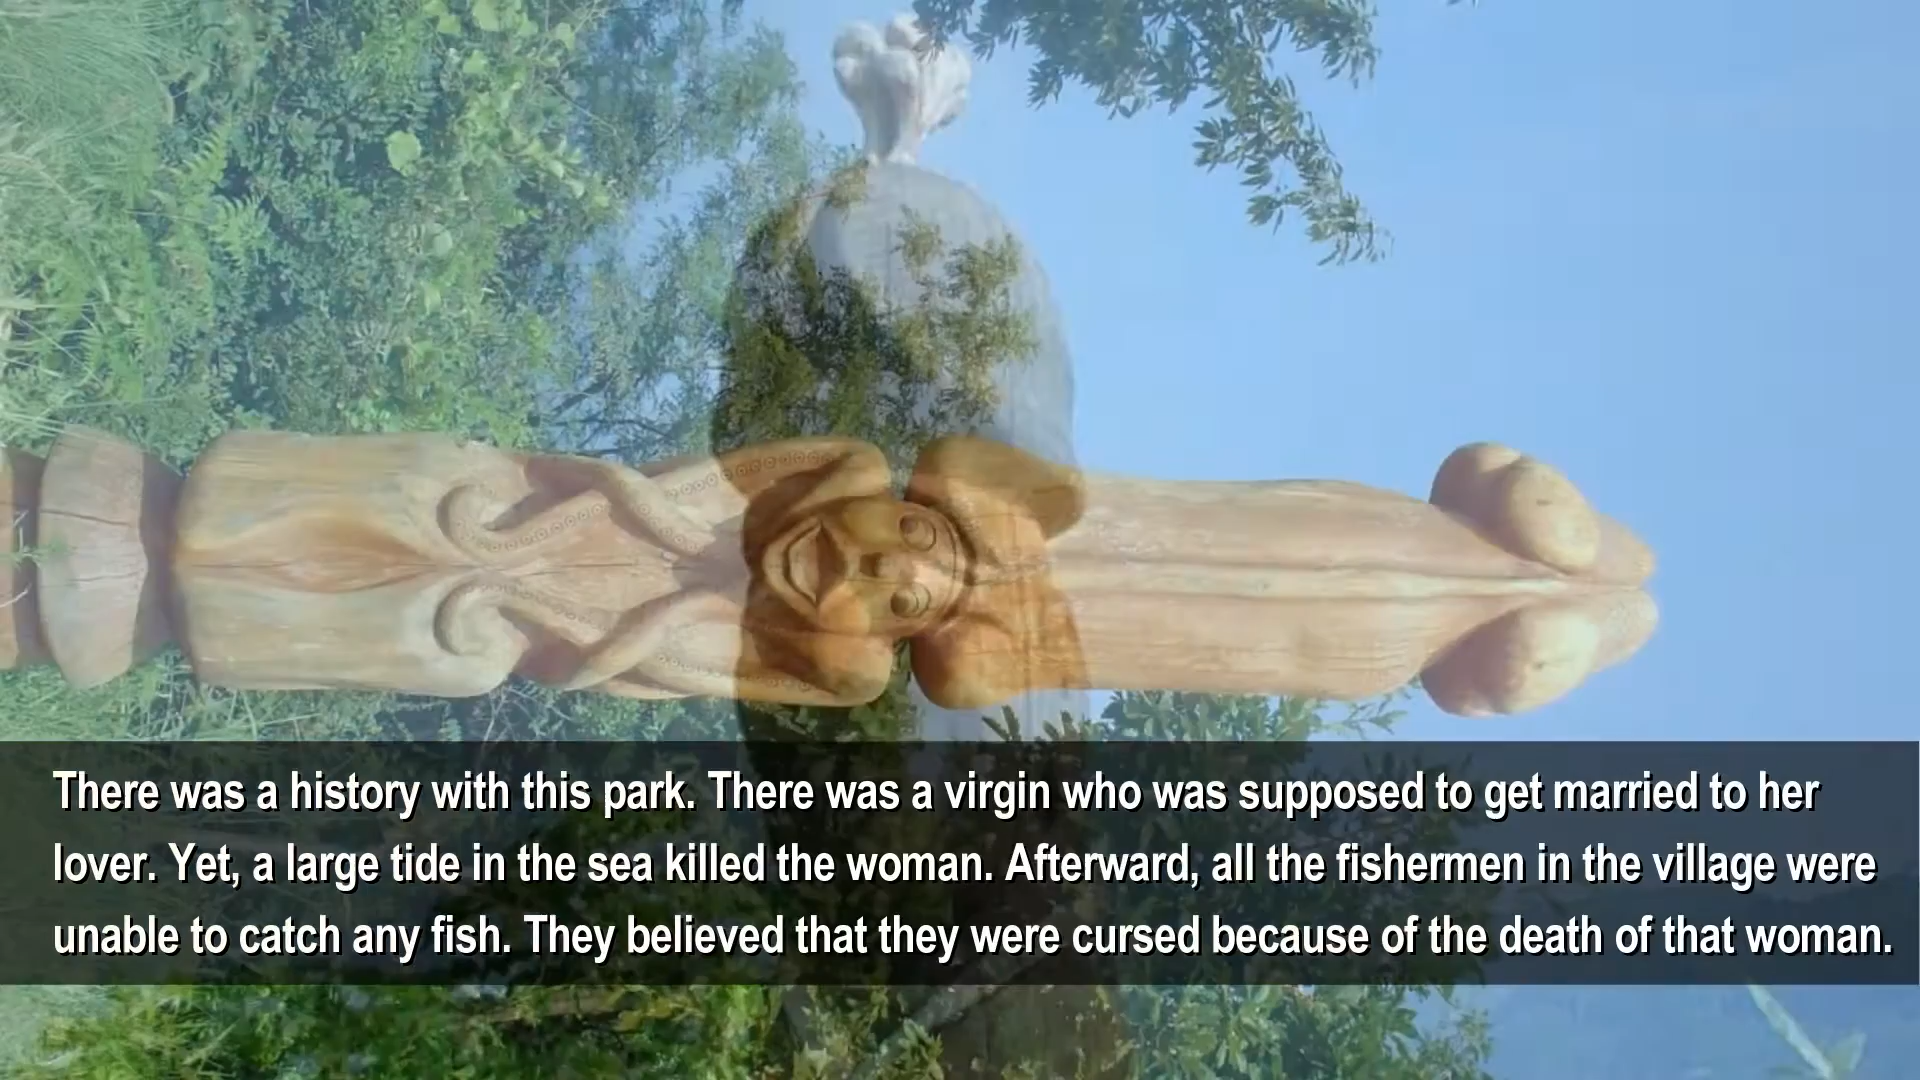 There was a history with this park. There was a virgin who was supposed to get married to her
lover. Yet, a large tide in the sea killed the woman. Afterward, all the fishermen in the village were
unable to catch any fish. They believed that they were cursed because of the death of that woman.